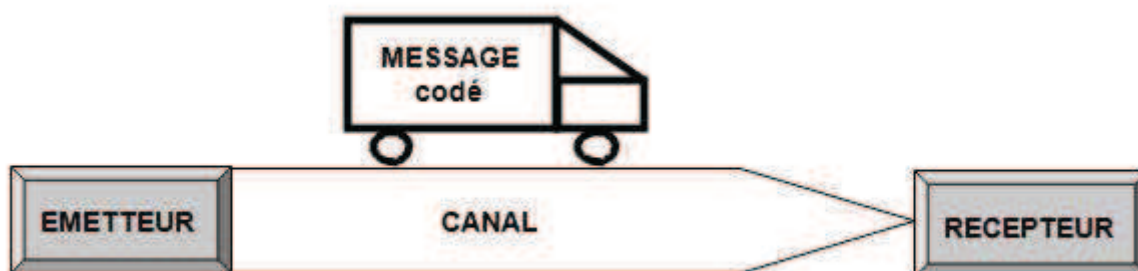 MESSAGE
codé
EMETTEUR
CANAL
RECEPTEUR